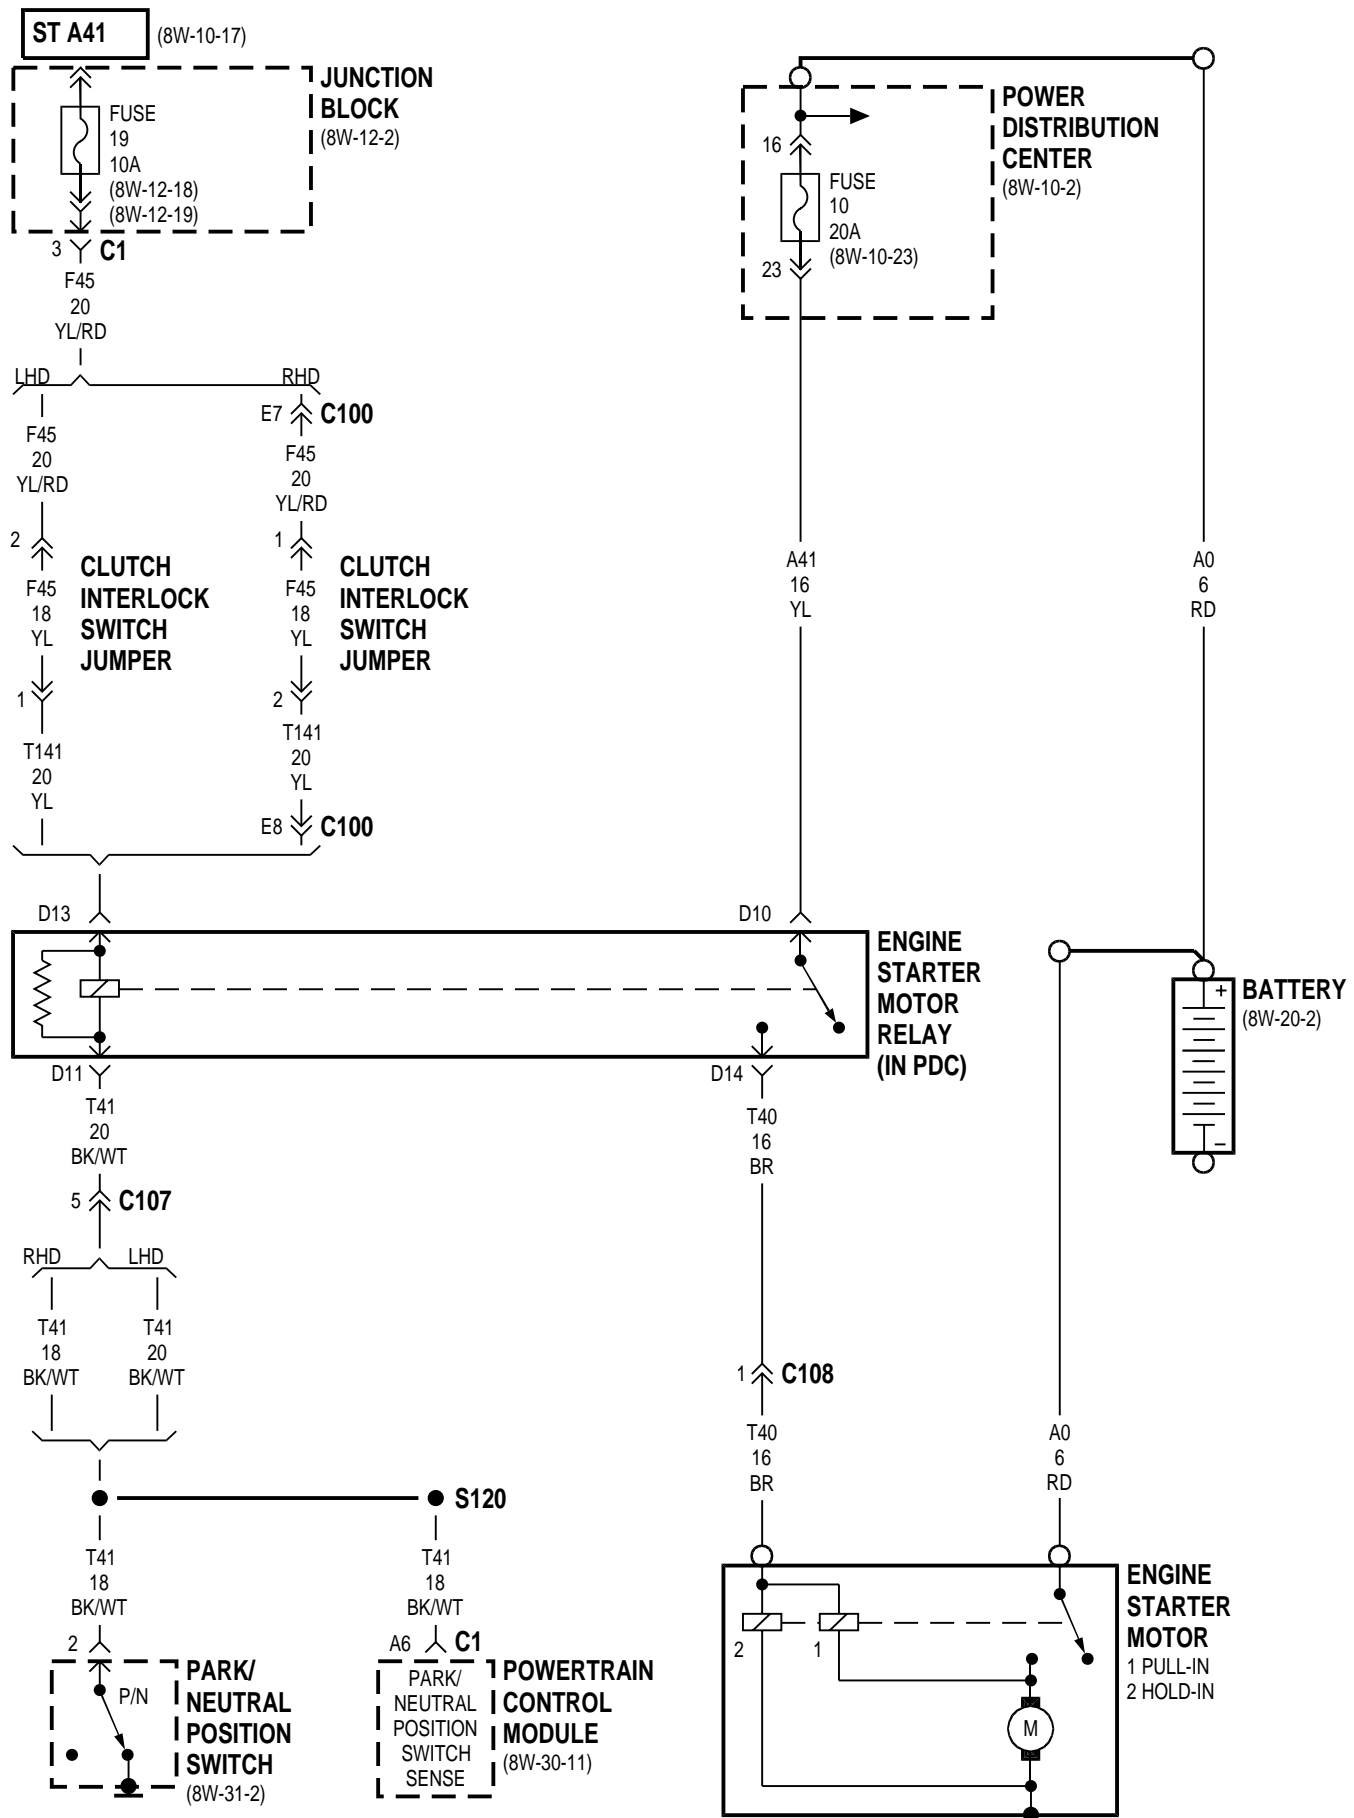 ST A41
(8W-10-17)
JUNCTION
BLOCK
(8W-12-2)
FUSE
19
10A
(8W-12-18)
(8W-12-19)
3
C1
F45
20
YL/RD
LHD
RHD
F45
20
YL/RD
2
F45
18
YL
1
T141
20
YL
CLUTCH
INTERLOCK
SWITCH
JUMPER
E7
C100
F45
20
YL/RD
1
F45
18
YL
2
T141
20
YL
E8
C100
CLUTCH
INTERLOCK
SWITCH
JUMPER
POWER
DISTRIBUTION
CENTER
(8W-10-2)
16
FUSE
10
20A
(8W-10-23)
23
A41
16
YL
A0
6
RD
D13
D10
ENGINE
STARTER
MOTOR
RELAY
(IN PDC)
+
−
BATTERY
(8W-20-2)
D11
T41
20
BK/WT
5
C107
RHD
LHD
T41
18
BK/WT
T41
20
BK/WT
S120
T41
18
BK/WT
2
P/N
PARK/
NEUTRAL
POSITION
SWITCH
(8W-31-2)
T41
18
BK/WT
A6
C1
PARK/
NEUTRAL
POSITION
SWITCH
SENSE
POWERTRAIN
CONTROL
MODULE
(8W-30-11)
D14
T40
16
BR
1
C108
T40
16
BR
A0
6
RD
2
1
M
ENGINE
STARTER
MOTOR
1 PULL-IN
2 HOLD-IN